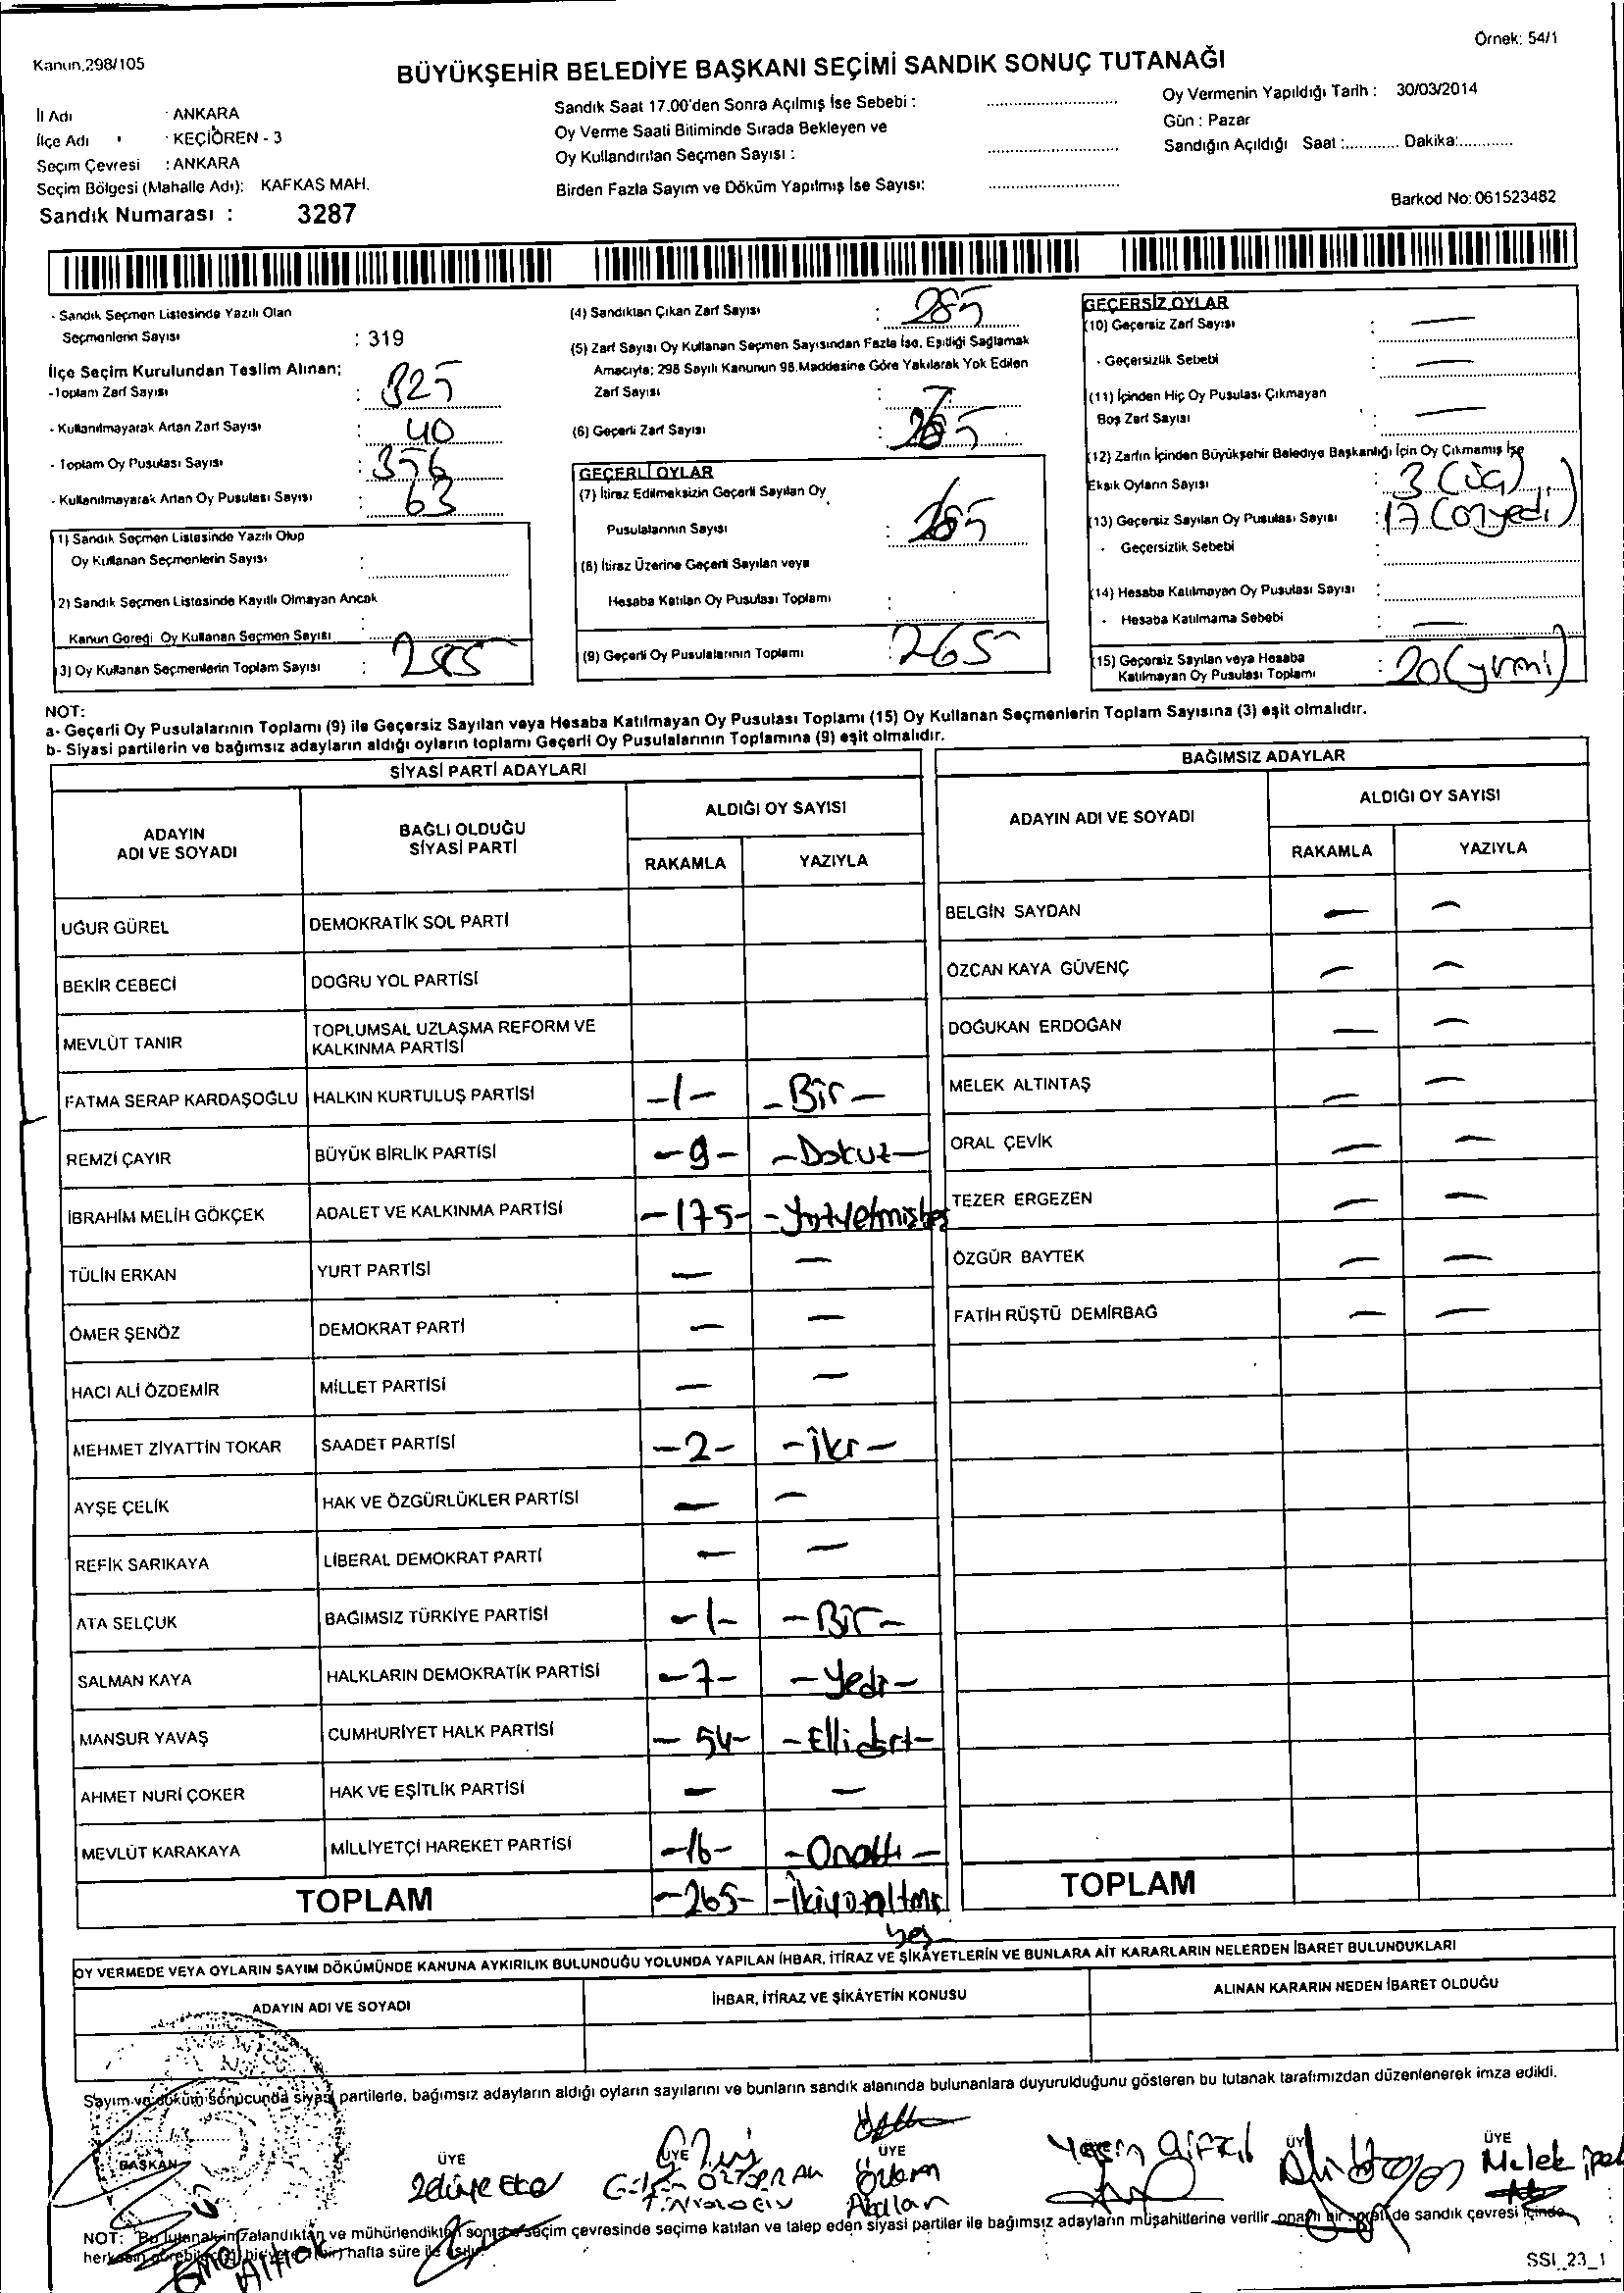 Örnek: 54/1
Kanun,298/105
BÜYÜKŞEHİR BELEDİYE BAŞKANI SEÇİMİ SANDIK SONUÇ TUTANAĞI
İl Adı : ANKARA
İlçe Adı : KEÇİÖREN - 3
Seçim Çevresi : ANKARA
Seçim Bölgesi (Mahalle Adı): KAFKAS MAH.
Sandık Numarası : 3287
Sandık Saat 17.00'den Sonra Açılmış İse Sebebi :
Oy Verme Saati Bitiminde Sırada Bekleyen ve
Oy Kullandırılan Seçmen Sayısı :
Birden Fazla Sayım ve Döküm Yapılmış İse Sayısı:
Oy Vermenin Yapıldığı Tarih : 30/03/2014
Gün : Pazar
Sandığın Açıldığı Saat :............ Dakika:............
Barkod No: 061523482
- Sandık Seçmen Listesinde Yazılı Olan
Seçmenlerin Sayısı : 319
İlçe Seçim Kurulundan Teslim Alınan;
-Toplam Zarf Sayısı : 325
- Kullanılmayarak Artan Zarf Sayısı : 40
- Toplam Oy Pusulası Sayısı : 356
- Kullanılmayarak Artan Oy Pusulası Sayısı : 63
1) Sandık Seçmen Listesinde Yazılı Olup
Oy Kullanan Seçmenlerin Sayısı :
2) Sandık Seçmen Listesinde Kayıtlı Olmayan Ancak
Kanun Gereği Oy Kullanan Seçmen Sayısı :
3) Oy Kullanan Seçmenlerin Toplam Sayısı : 285
(4) Sandıktan Çıkan Zarf Sayısı : 285
(5) Zarf Sayısı Oy Kullanan Seçmen Sayısından Fazla İse, Eşitliği Sağlamak
Amacıyla; 298 Sayılı Kanunun 98.Maddesine Göre Yakılarak Yok Edilen
Zarf Sayısı :
(6) Geçerli Zarf Sayısı : 265
GEÇERLİ OYLAR
(7) İtiraz Edilmeksizin Geçerli Sayılan Oy
Pusulalarının Sayısı : 265
(8) İtiraz Üzerine Geçerli Sayılan veya
Hesaba Katılan Oy Pusulası Toplamı :
(9) Geçerli Oy Pusulalarının Toplamı : 265
GEÇERSİZ OYLAR
(10) Geçersiz Zarf Sayısı : —
- Geçersizlik Sebebi : —
(11) İçinden Hiç Oy Pusulası Çıkmayan
Boş Zarf Sayısı : —
(12) Zarfın İçinden Büyükşehir Belediye Başkanlığı İçin Oy Çıkmamış İse
Eksik Oyların Sayısı : 3 (üç)
(13) Geçersiz Sayılan Oy Pusulası Sayısı : 17 (onyedi)
- Geçersizlik Sebebi :
(14) Hesaba Katılmayan Oy Pusulası Sayısı :
- Hesaba Katılmama Sebebi : —
(15) Geçersiz Sayılan veya Hesaba
Katılmayan Oy Pusulası Toplamı : 20 (yirmi)
NOT:
a- Geçerli Oy Pusulalarının Toplamı (9) ile Geçersiz Sayılan veya Hesaba Katılmayan Oy Pusulası Toplamı (15) Oy Kullanan Seçmenlerin Toplam Sayısına (3) eşit olmalıdır.
b- Siyasi partilerin ve bağımsız adayların aldığı oyların toplamı Geçerli Oy Pusulalarının Toplamına (9) eşit olmalıdır.
SİYASİ PARTİ ADAYLARI
ADAYIN ADI VE SOYADI BAĞLI OLDUĞU SİYASİ PARTİ ALDIĞI OY SAYISI
RAKAMLA YAZIYLA
UĞUR GÜREL DEMOKRATİK SOL PARTİ
BEKİR CEBECİ DOĞRU YOL PARTİSİ
MEVLÜT TANIR TOPLUMSAL UZLAŞMA REFORM VE KALKINMA PARTİSİ
FATMA SERAP KARDAŞOĞLU HALKIN KURTULUŞ PARTİSİ -1- -Bir-
REMZİ ÇAYIR BÜYÜK BİRLİK PARTİSİ -9- -Dokuz-
İBRAHİM MELİH GÖKÇEK ADALET VE KALKINMA PARTİSİ -175- -Yüzyetmişbeş
TÜLİN ERKAN YURT PARTİSİ — —
ÖMER ŞENÖZ DEMOKRAT PARTİ — —
HACI ALİ ÖZDEMİR MİLLET PARTİSİ — —
MEHMET ZİYATTİN TOKAR SAADET PARTİSİ -2- -İki-
AYŞE ÇELİK HAK VE ÖZGÜRLÜKLER PARTİSİ — —
REFİK SARIKAYA LİBERAL DEMOKRAT PARTİ — —
ATA SELÇUK BAĞIMSIZ TÜRKİYE PARTİSİ -1- -Bir-
SALMAN KAYA HALKLARIN DEMOKRATİK PARTİSİ -7- -Yedi-
MANSUR YAVAŞ CUMHURİYET HALK PARTİSİ -54- -Ellidört-
AHMET NURİ ÇOKER HAK VE EŞİTLİK PARTİSİ — —
MEVLÜT KARAKAYA MİLLİYETÇİ HAREKET PARTİSİ -16- -Onaltı-
TOPLAM -265- -İkiyüzaltmış
beş-
BAĞIMSIZ ADAYLAR
ADAYIN ADI VE SOYADI ALDIĞI OY SAYISI
RAKAMLA YAZIYLA
BELGİN SAYDAN — —
ÖZCAN KAYA GÜVENÇ — —
DOĞUKAN ERDOĞAN — —
MELEK ALTINTAŞ — —
ORAL ÇEVİK — —
TEZER ERGEZEN — —
ÖZGÜR BAYTEK — —
FATİH RÜŞTÜ DEMİRBAĞ — —
TOPLAM
OY VERMEDE VEYA OYLARIN SAYIM DÖKÜMÜNDE KANUNA AYKIRILIK BULUNDUĞU YOLUNDA YAPILAN İHBAR, İTİRAZ VE ŞİKÂYETLERİN VE BUNLARA AİT KARARLARIN NELERDEN İBARET BULUNDUKLARI
ADAYIN ADI VE SOYADI İHBAR, İTİRAZ VE ŞİKÂYETİN KONUSU ALINAN KARARIN NEDEN İBARET OLDUĞU
Sayım ve döküm sonucunda siyasi partilerle, bağımsız adayların aldığı oyların sayılarını ve bunların sandık alanında bulunanlara duyurulduğunu gösteren bu tutanak tarafımızdan düzenlenerek imza edildi.
BAŞKAN ÜYE ÜYE ÜYE ÜYE ÜYE
Özlem
Melek
NOT: Bu tutanak imzalandıktan ve mühürlendikten sonra seçim çevresinde seçime katılan ve talep eden siyasi partiler ile bağımsız adayların müşahitlerine verilir, onaylı bir sureti de sandık çevresi içinde
herkesin görebileceği bir yere 1 (bir) hafta süre ile asılır.
SSI_23_1